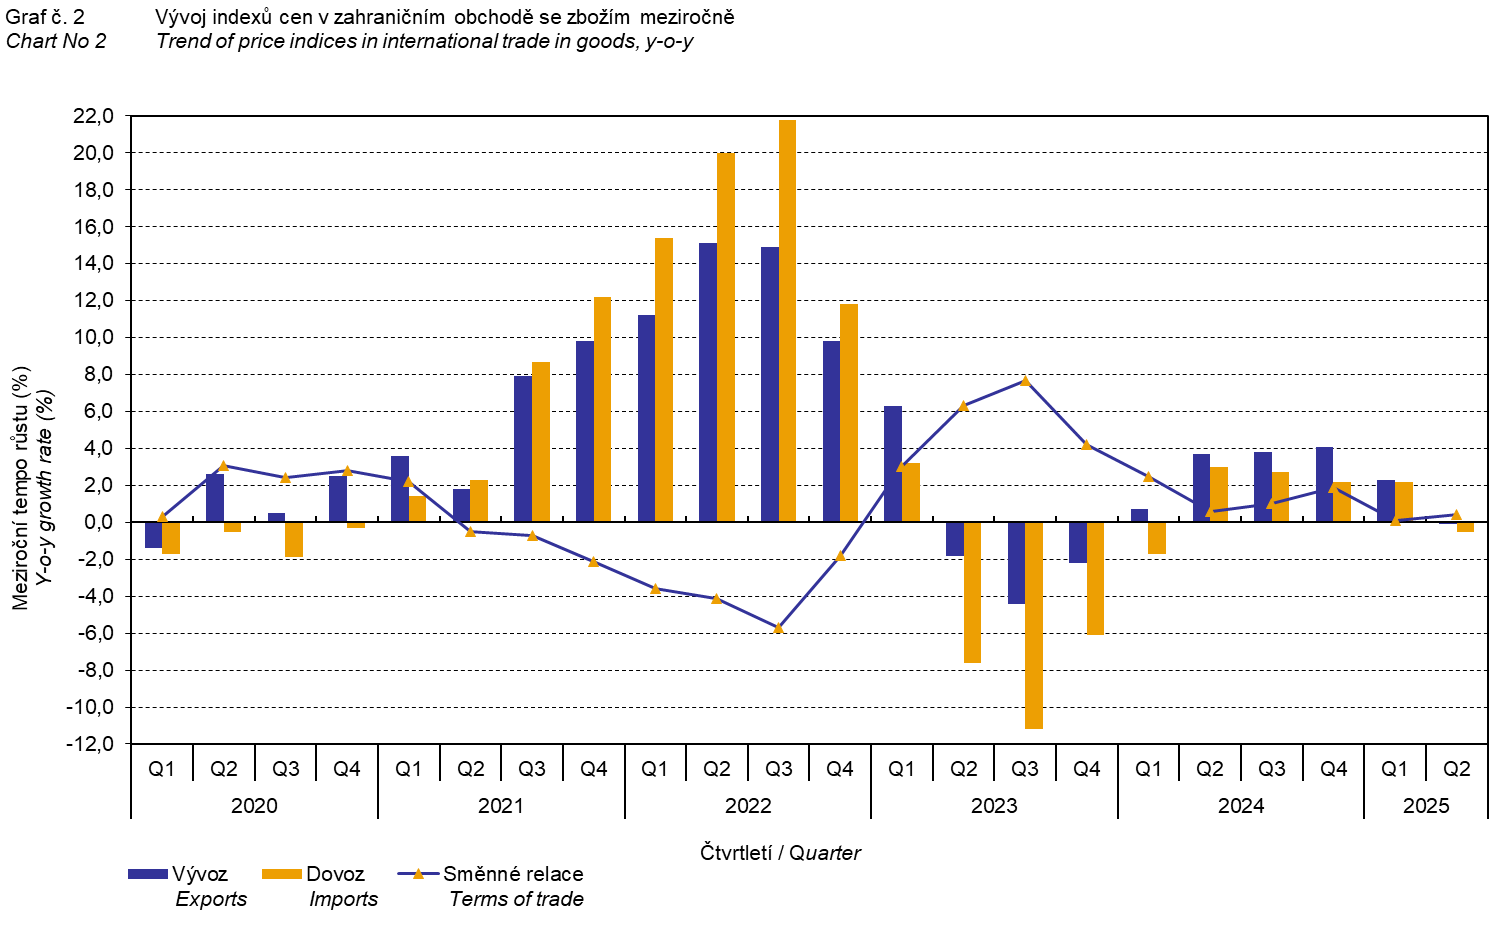 Graf č. 2 Vývoj indexů cen v zahraničním obchodě se zbožím meziročně
Chart No 2 Trend of price indices in international trade in goods, y-o-y
Meziroční tempo růstu (%)
Y-o-y growth rate (%)
22,0
20,0
18,0
16,0
14,0
12,0
10,0
8,0
6,0
4,0
2,0
0,0
-2,0
-4,0
-6,0
-8,0
-10,0
-12,0
Q1 Q2 Q3 Q4 Q1 Q2 Q3 Q4 Q1 Q2 Q3 Q4 Q1 Q2 Q3 Q4 Q1 Q2 Q3 Q4 Q1 Q2
2020 2021 2022 2023 2024 2025
Čtvrtletí / Quarter
Vývoz Dovoz Směnné relace
Exports Imports Terms of trade